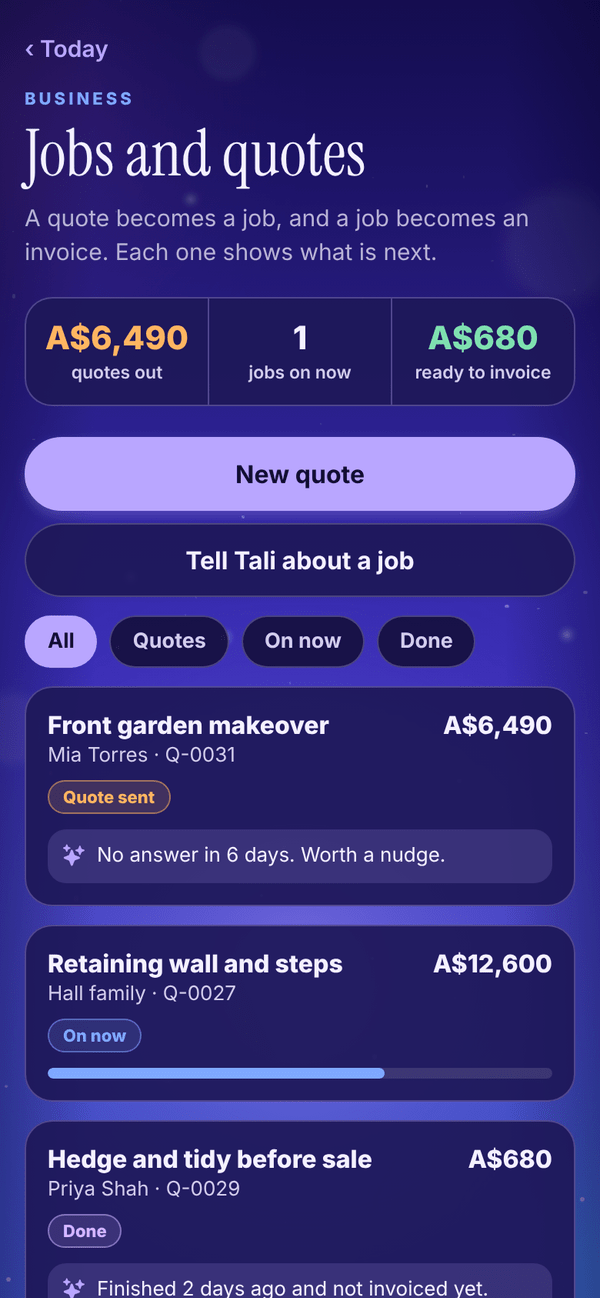 ‹ Today
BUSINESS
Jobs and quotes
A quote becomes a job, and a job becomes an
invoice. Each one shows what is next.
A$6,490 1 A$680
quotes out jobs on now ready to invoice
New quote
Tell Tali about a job
All Quotes On now Done
Front garden makeover A$6,490
Mia Torres · Q-0031
Quote sent
No answer in 6 days. Worth a nudge.
Retaining wall and steps A$12,600
Hall family · Q-0027
On now
Hedge and tidy before sale A$680
Priya Shah · Q-0029
Done
Finished 2 days ago and not invoiced yet.